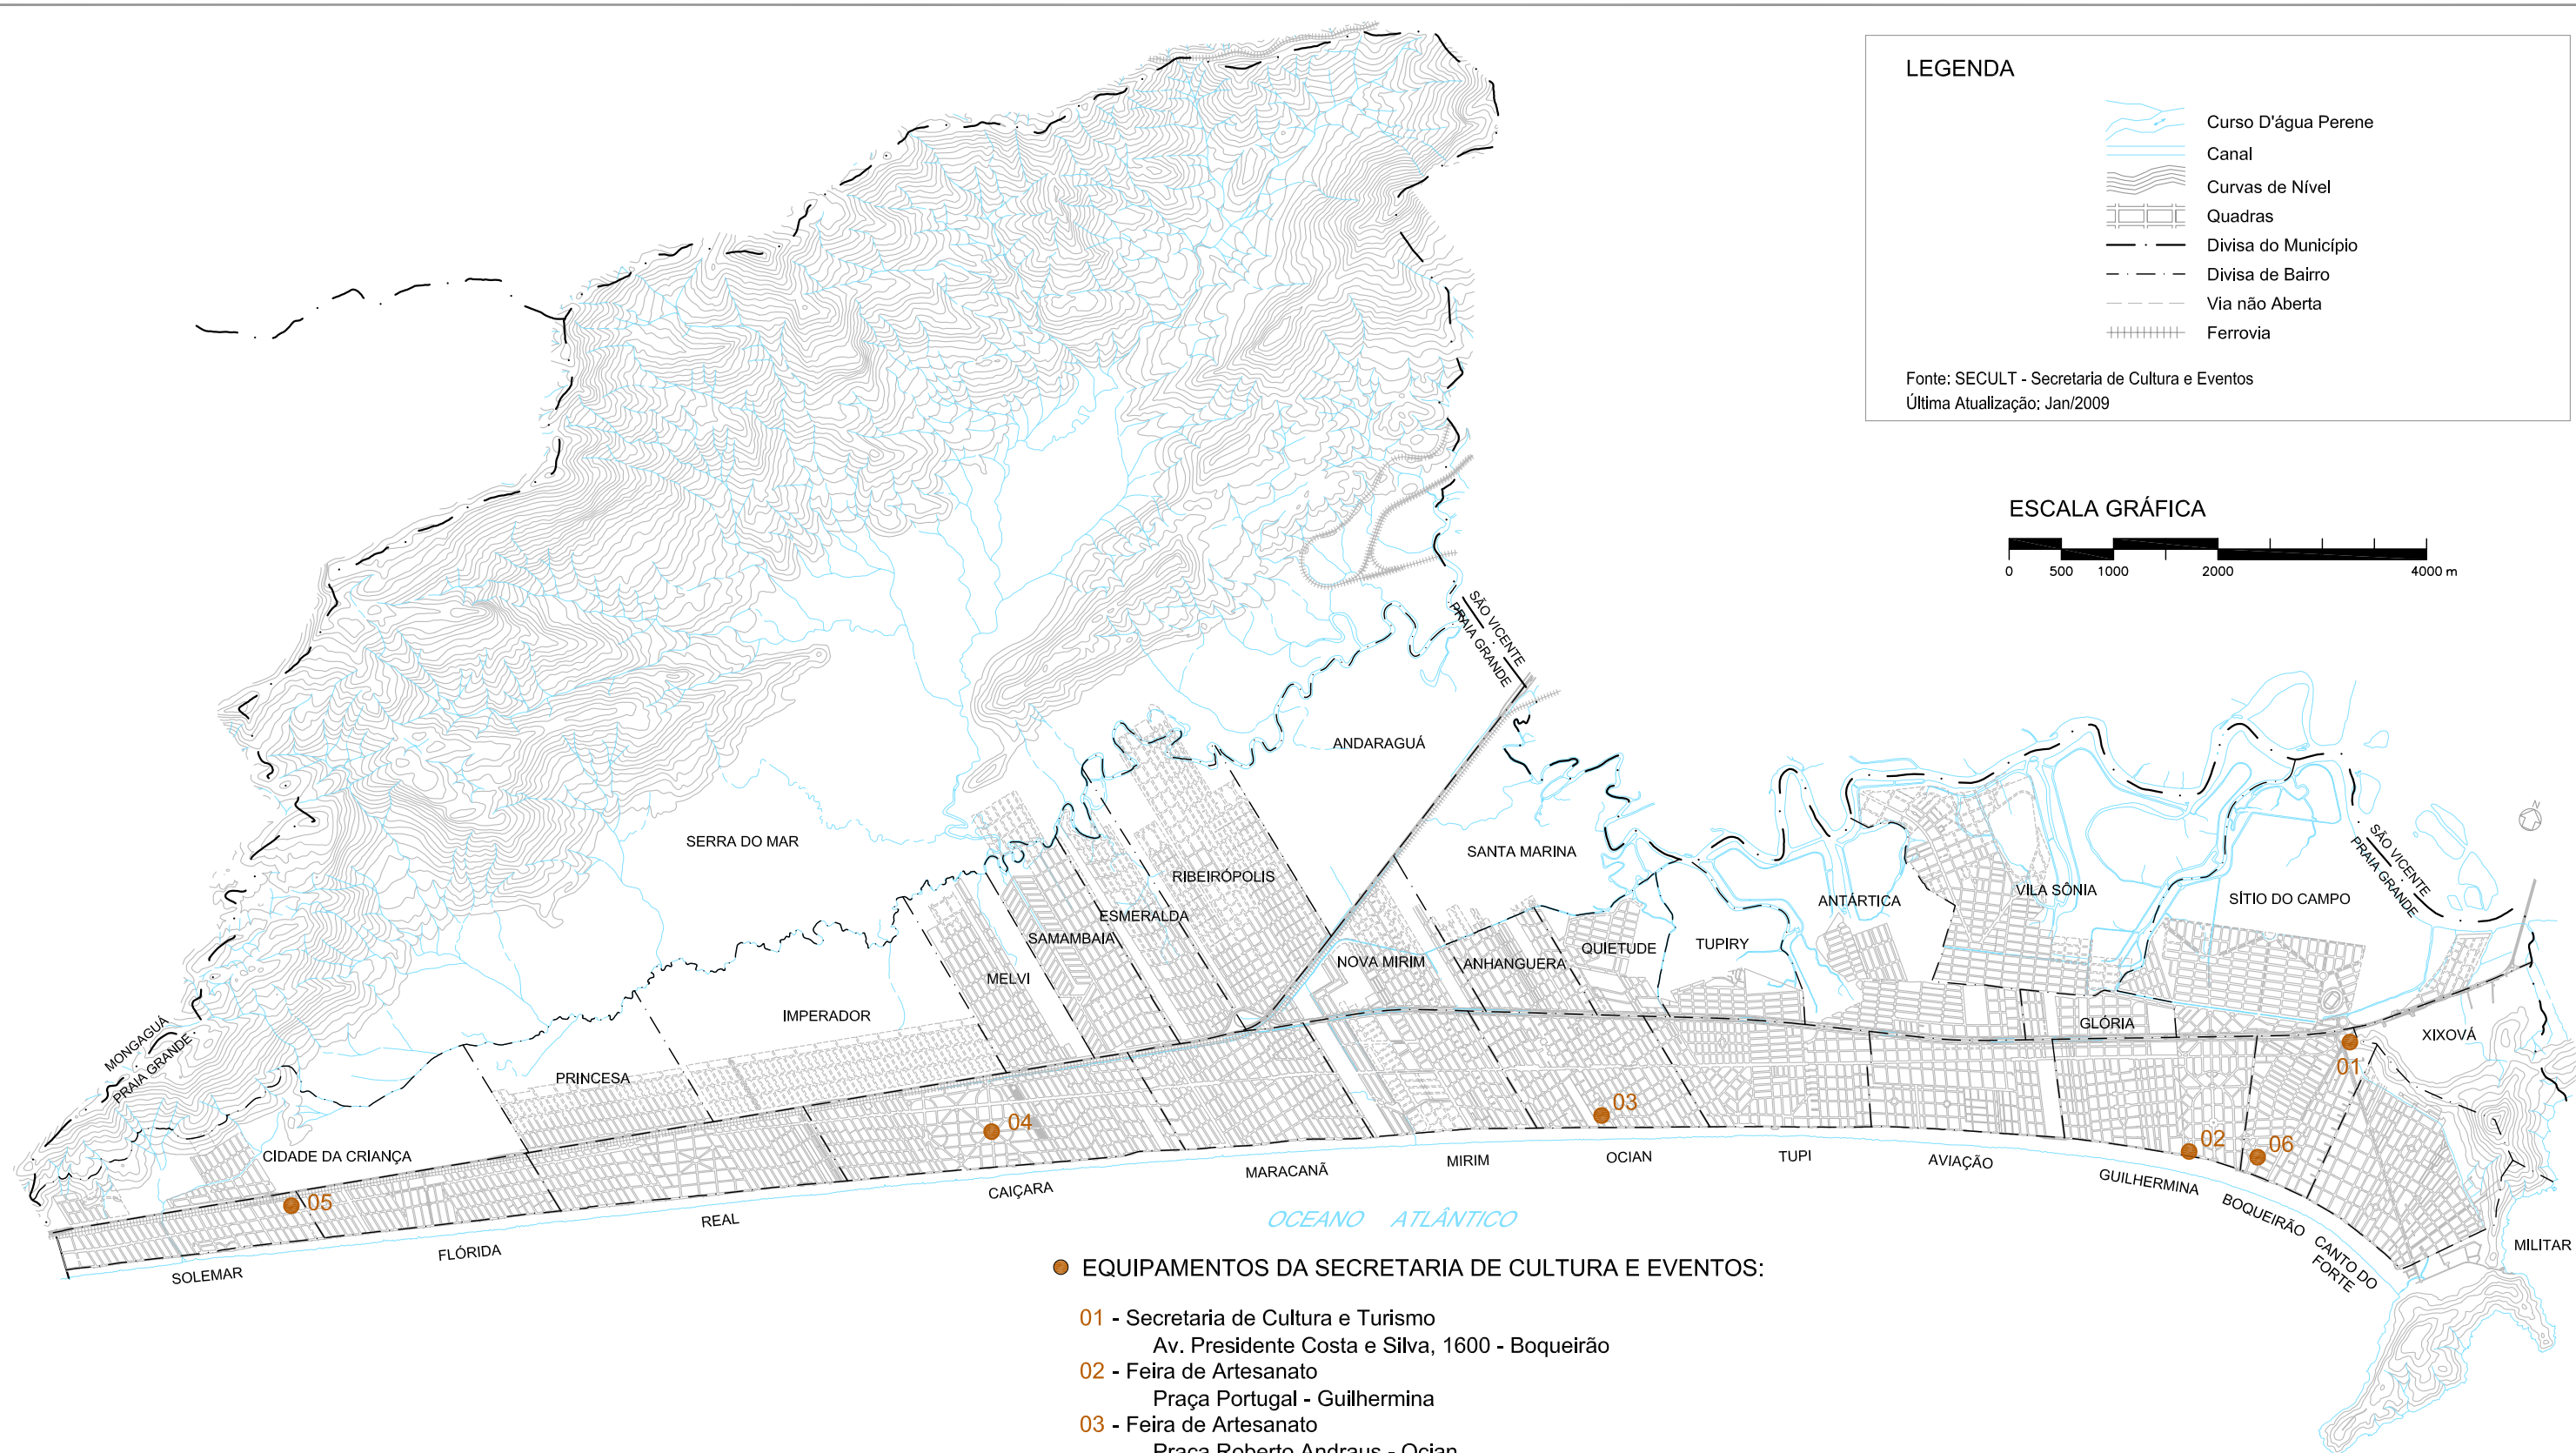 LEGENDA
Curso D'água Perene
Canal
Curvas de Nível
Quadras
Divisa do Município
Divisa de Bairro
Via não Aberta
Ferrovia
Fonte: SECULT - Secretaria de Cultura e Eventos
Última Atualização: Jan/2009
ESCALA GRÁFICA
0 500 1000 2000 4000 m
SÃO VICENTE
PRAIA GRANDE
ANDARAGUÁ
SERRA DO MAR
SANTA MARINA
RIBEIRÓPOLIS
ESMERALDA
SAMAMBAIA
MELVI
IMPERADOR
PRINCESA
NOVA MIRIM
ANHANGUERA
QUIETUDE
TUPIRY
ANTÁRTICA
VILA SÔNIA
SÍTIO DO CAMPO
SÃO VICENTE
PRAIA GRANDE
N
GLÓRIA
XIXOVÁ
MONGAGUÁ
PRAIA GRANDE
CIDADE DA CRIANÇA
01
02
03
04
05
06
SOLEMAR
FLÓRIDA
REAL
CAIÇARA
MARACANÃ
MIRIM
OCIAN
TUPI
AVIAÇÃO
GUILHERMINA
BOQUEIRÃO
CANTO DO
FORTE
MILITAR
OCEANO ATLÂNTICO
EQUIPAMENTOS DA SECRETARIA DE CULTURA E EVENTOS:
01 - Secretaria de Cultura e Turismo
Av. Presidente Costa e Silva, 1600 - Boqueirão
02 - Feira de Artesanato
Praça Portugal - Guilhermina
03 - Feira de Artesanato
Praça Roberto Andraus - Ocian